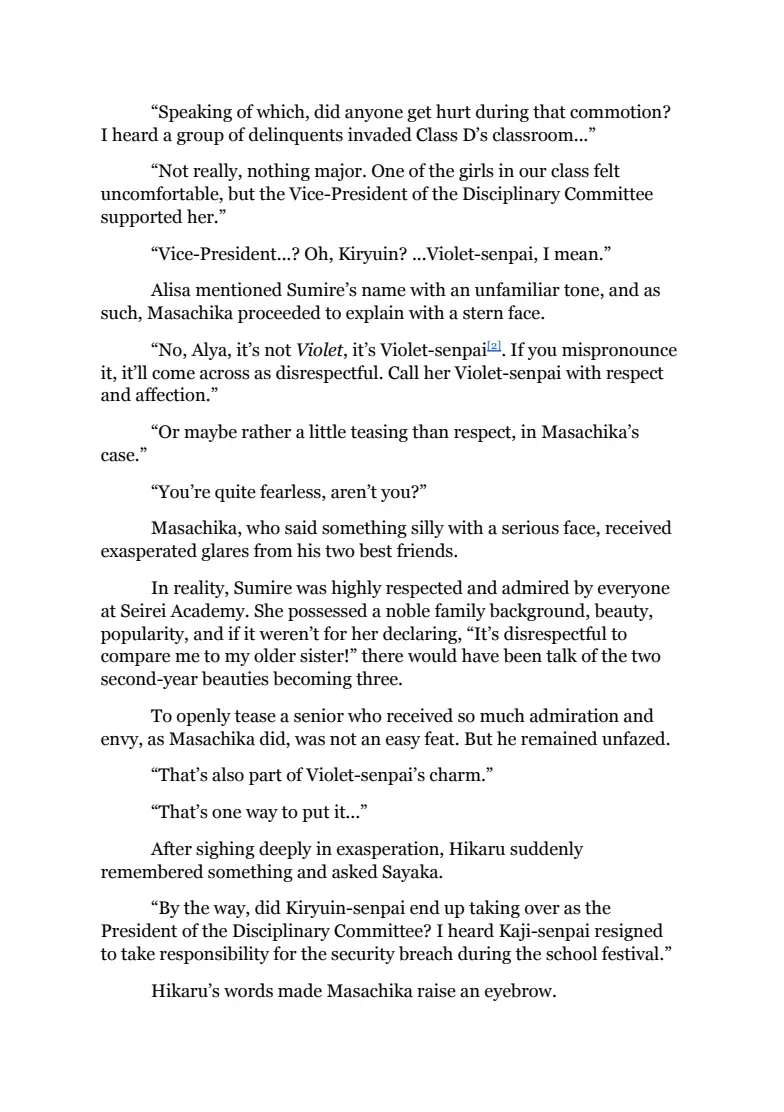 “Speaking of which, did anyone get hurt during that commotion?
I heard a group of delinquents invaded Class D’s classroom...”
“Not really, nothing major. One of the girls in our class felt
uncomfortable, but the Vice-President of the Disciplinary Committee
supported her.”
“Vice-President...? Oh, Kiryuin? ...Violet-senpai, I mean.”
Alisa mentioned Sumire’s name with an unfamiliar tone, and as
such, Masachika proceeded to explain with a stern face.
“No, Alya, it’s not Violet, it’s Violet-senpai[2]. If you mispronounce
it, it’ll come across as disrespectful. Call her Violet-senpai with respect
and affection.”
“Or maybe rather a little teasing than respect, in Masachika’s
case.”
“You’re quite fearless, aren’t you?”
Masachika, who said something silly with a serious face, received
exasperated glares from his two best friends.
In reality, Sumire was highly respected and admired by everyone
at Seirei Academy. She possessed a noble family background, beauty,
popularity, and if it weren’t for her declaring, “It’s disrespectful to
compare me to my older sister!” there would have been talk of the two
second-year beauties becoming three.
To openly tease a senior who received so much admiration and
envy, as Masachika did, was not an easy feat. But he remained unfazed.
“That’s also part of Violet-senpai’s charm.”
“That’s one way to put it...”
After sighing deeply in exasperation, Hikaru suddenly
remembered something and asked Sayaka.
“By the way, did Kiryuin-senpai end up taking over as the
President of the Disciplinary Committee? I heard Kaji-senpai resigned
to take responsibility for the security breach during the school festival.”
Hikaru’s words made Masachika raise an eyebrow.